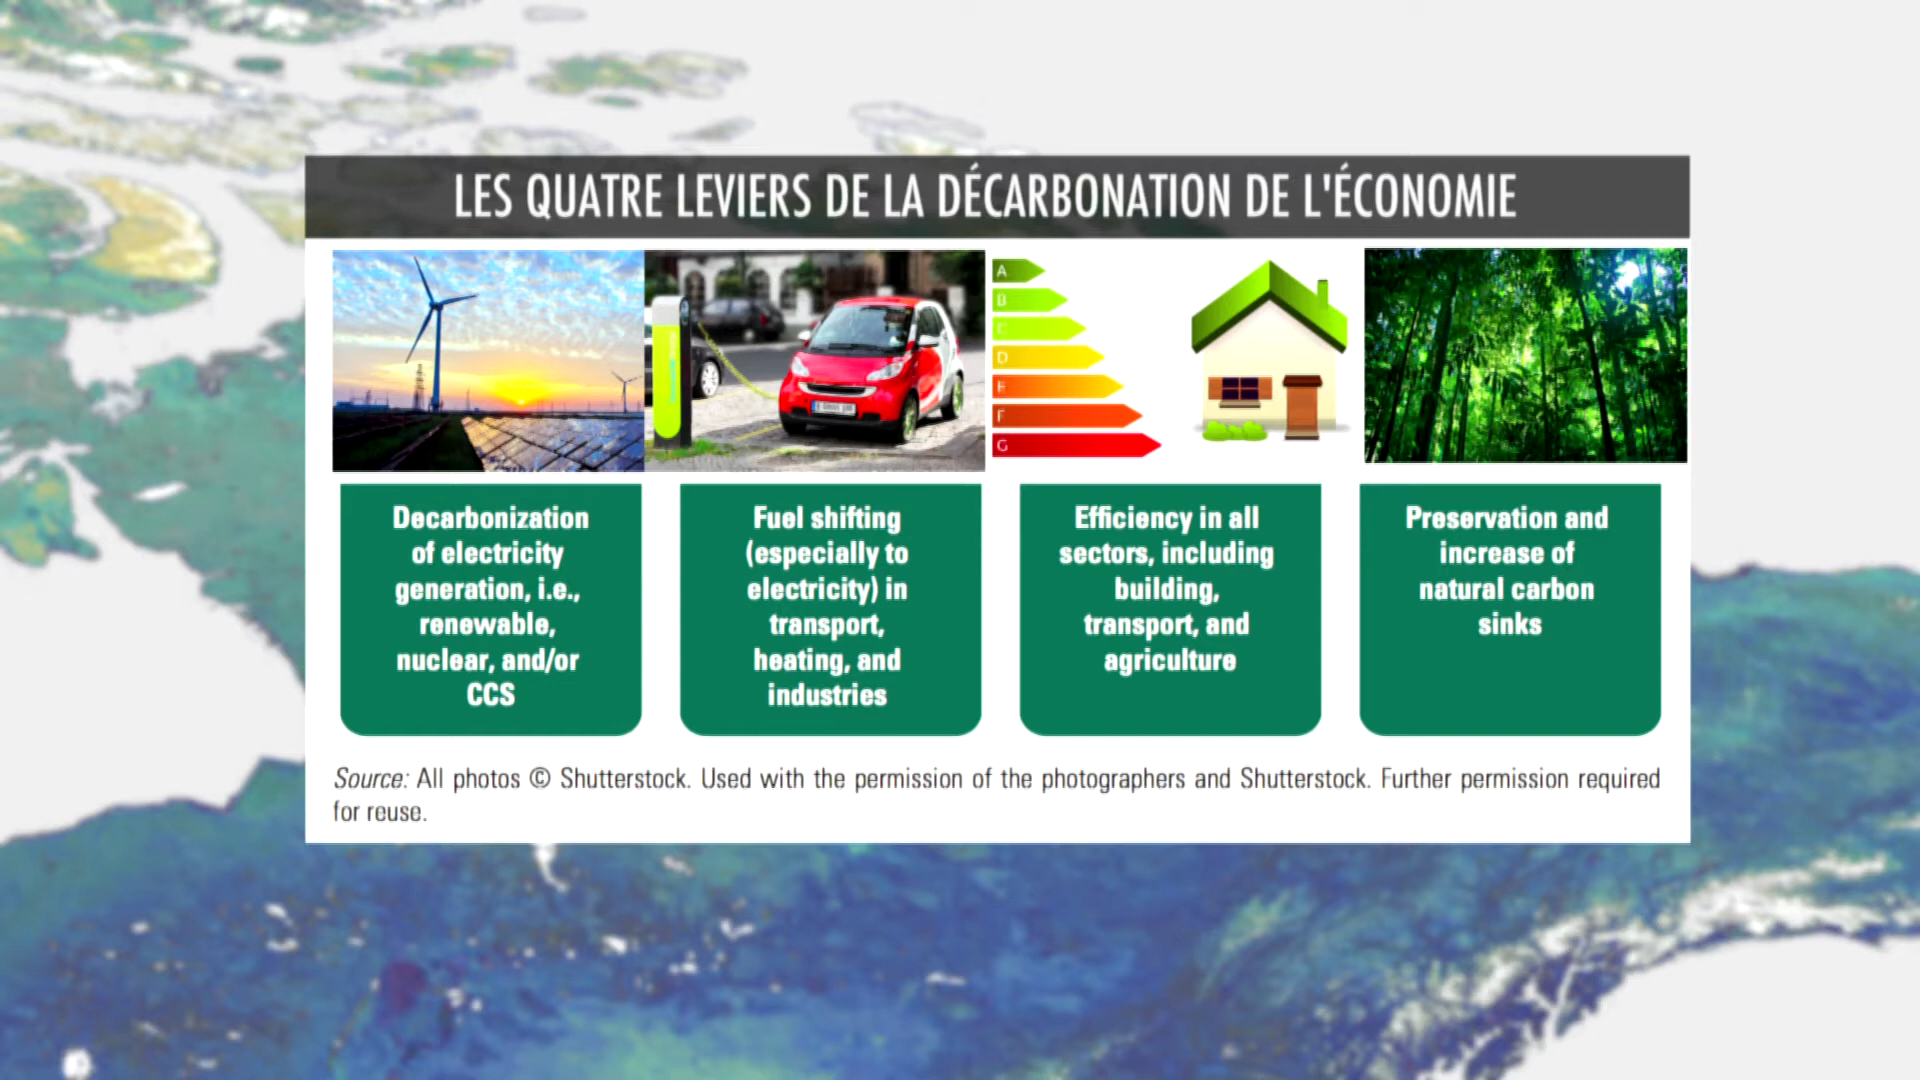 LES QUATRE LEVIERS DE LA DÉCARBONATION DE L'ÉCONOMIE
A
B
C
D
E
F
G
Decarbonization
of electricity
generation, i.e.,
renewable,
nuclear, and/or
CCS
Fuel shifting
(especially to
electricity) in
transport,
heating, and
industries
Efficiency in all
sectors, including
building,
transport, and
agriculture
Preservation and
increase of
natural carbon
sinks
Source: All photos © Shutterstock. Used with the permission of the photographers and Shutterstock. Further permission required
for reuse.